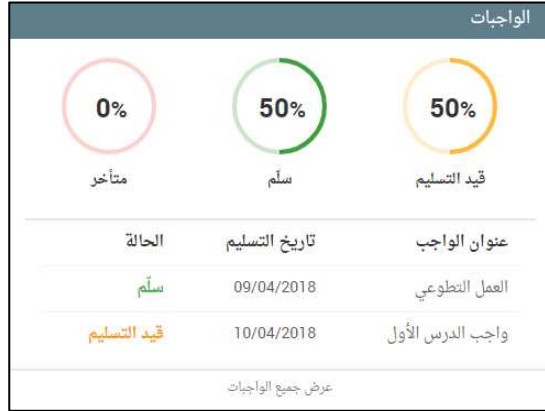 الواجبات
50% 50% 0%
قيد التسليم سلّم متأخر
عنوان الواجب تاريخ التسليم الحالة
العمل التطوعي 09/04/2018 سلّم
واجب الدرس الأول 10/04/2018 قيد التسليم
عرض جميع الواجبات